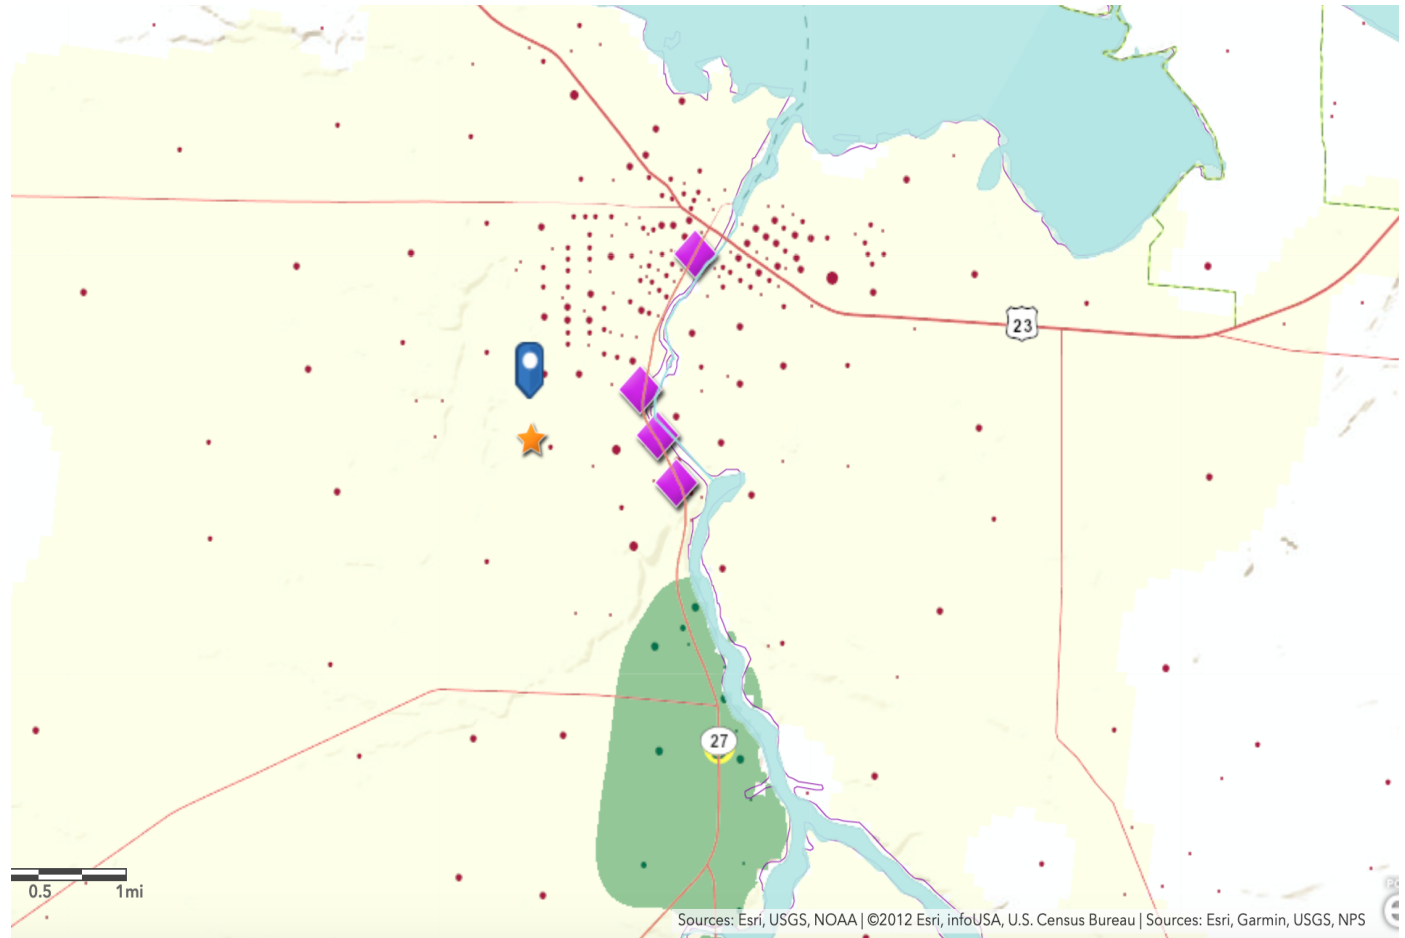 23
27
0.5 1mi
Sources: Esri, USGS, NOAA | ©2012 Esri, infoUSA, U.S. Census Bureau | Sources: Esri, Garmin, USGS, NPS